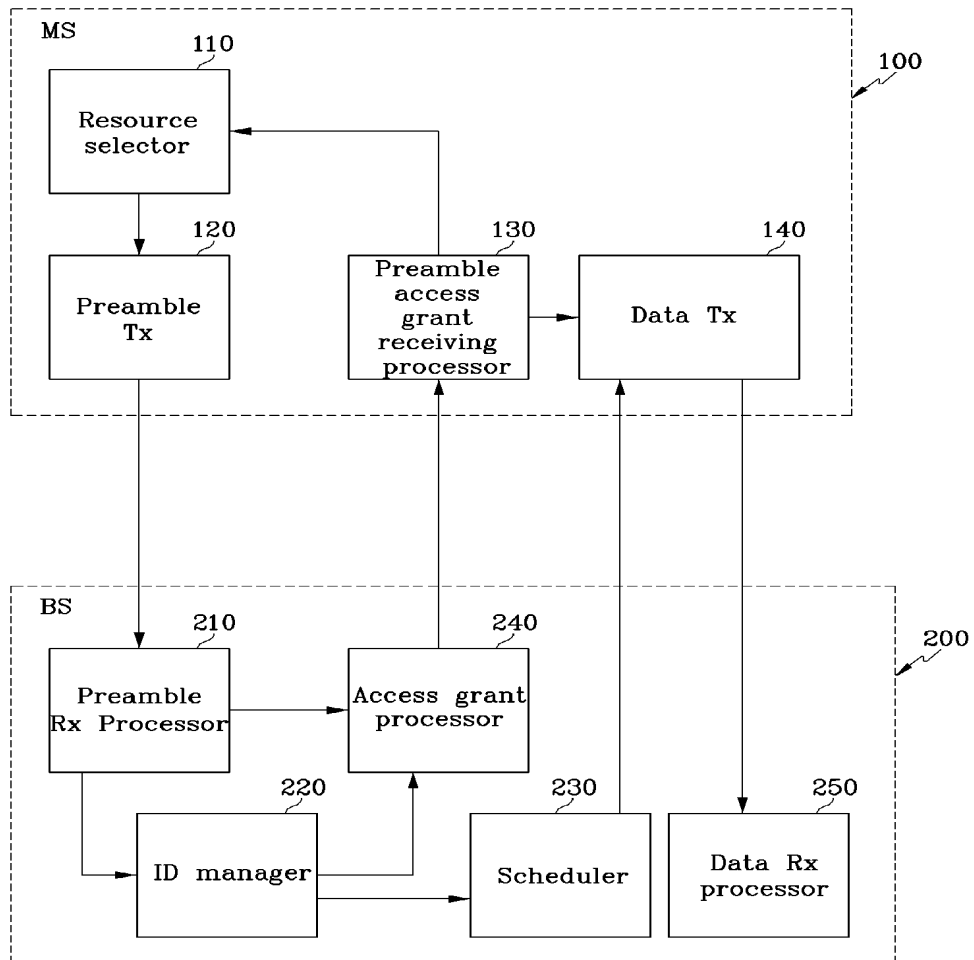 MS
110
100
Resource
selector
120
130
140
Preamble
Tx
Preamble
access
grant
receiving
processor
Data Tx
BS
210
240
200
Preamble
Rx Processor
Access grant
processor
220
230
250
ID manager
Scheduler
Data Rx
processor